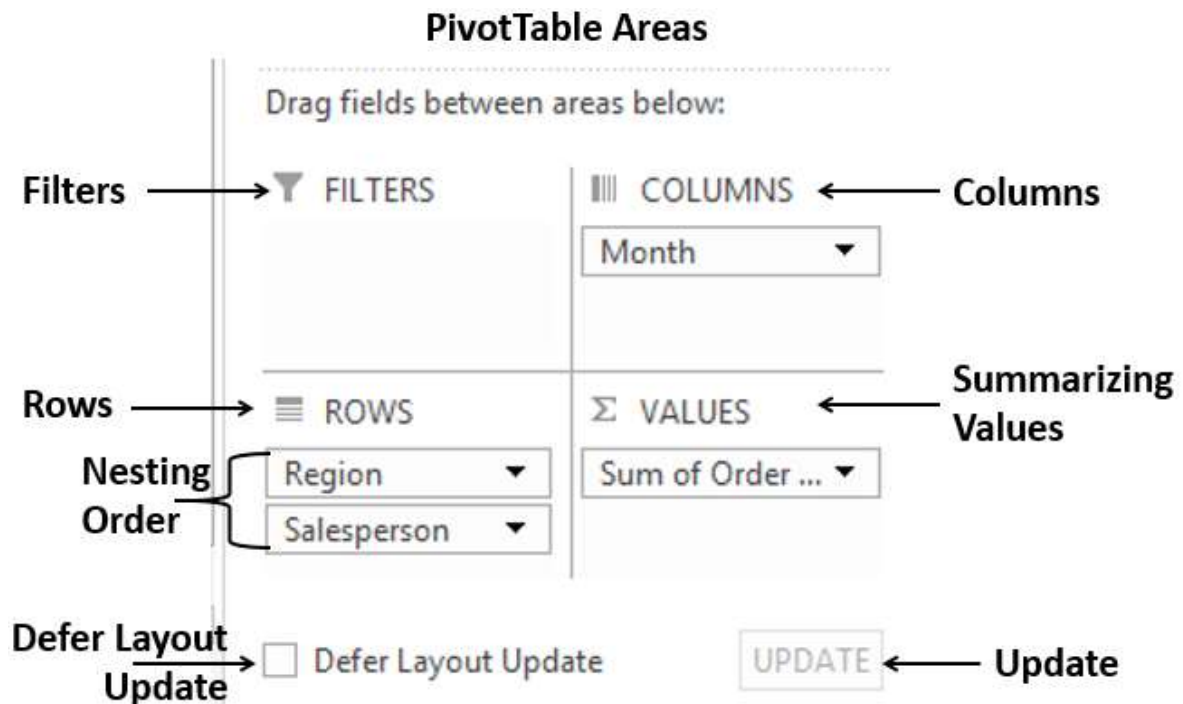 PivotTable Areas
Drag fields between areas below:
Filters
FILTERS
COLUMNS
Columns
Month
Rows
ROWS
VALUES
Summarizing
Values
Nesting
Order
Region
Salesperson
Sum of Order ...
Defer Layout
Update
Defer Layout Update
UPDATE
Update